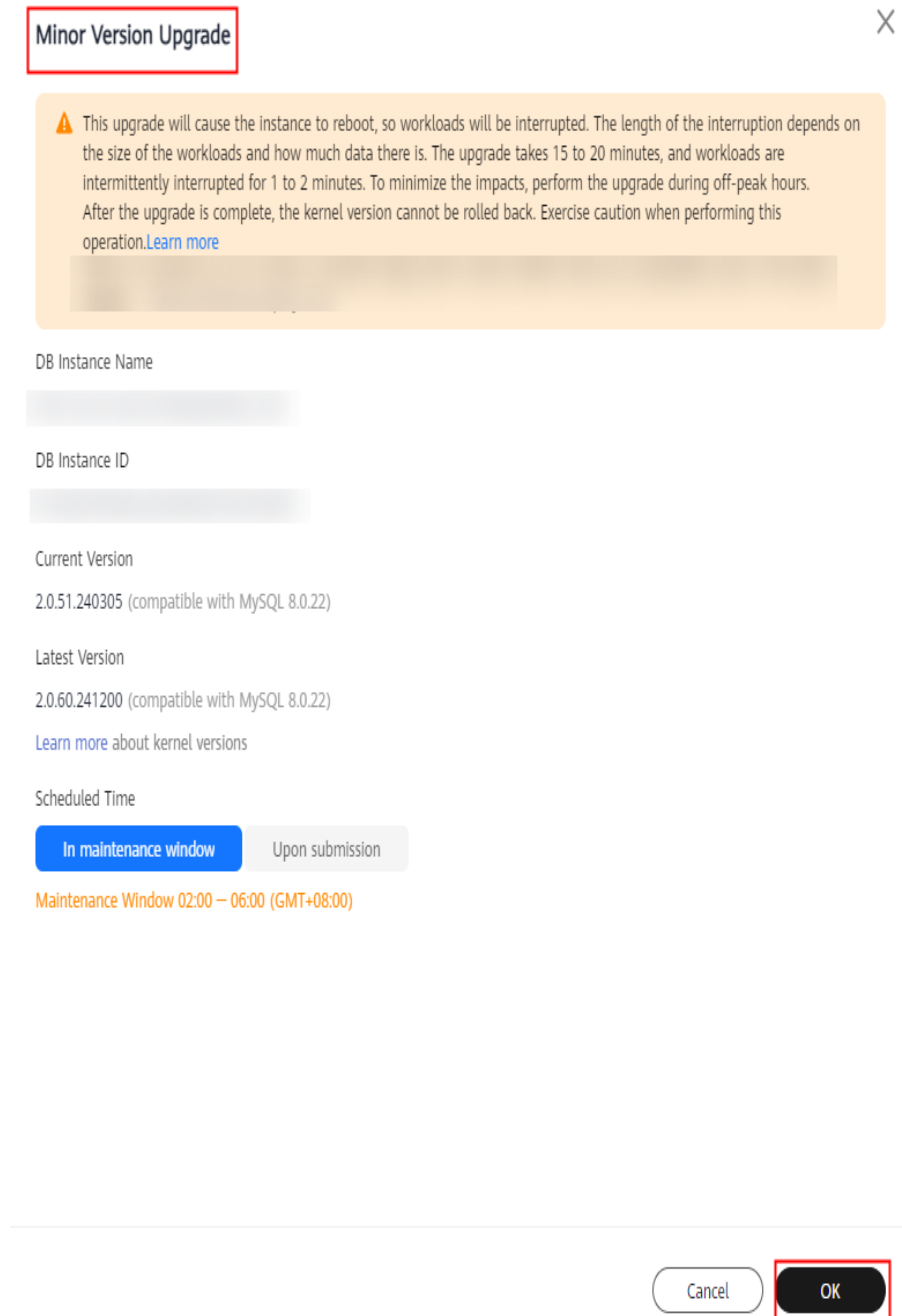 Minor Version Upgrade
This upgrade will cause the instance to reboot, so workloads will be interrupted. The length of the interruption depends on
the size of the workloads and how much data there is. The upgrade takes 15 to 20 minutes, and workloads are
intermittently interrupted for 1 to 2 minutes. To minimize the impacts, perform the upgrade during off-peak hours.
After the upgrade is complete, the kernel version cannot be rolled back. Exercise caution when performing this
operation.Learn more
DB Instance Name
DB Instance ID
Current Version
2.0.51.240305 (compatible with MySQL 8.0.22)
Latest Version
2.0.60.241200 (compatible with MySQL 8.0.22)
Learn more about kernel versions
Scheduled Time
In maintenance window Upon submission
Maintenance Window 02:00 — 06:00 (GMT+08:00)
Cancel OK